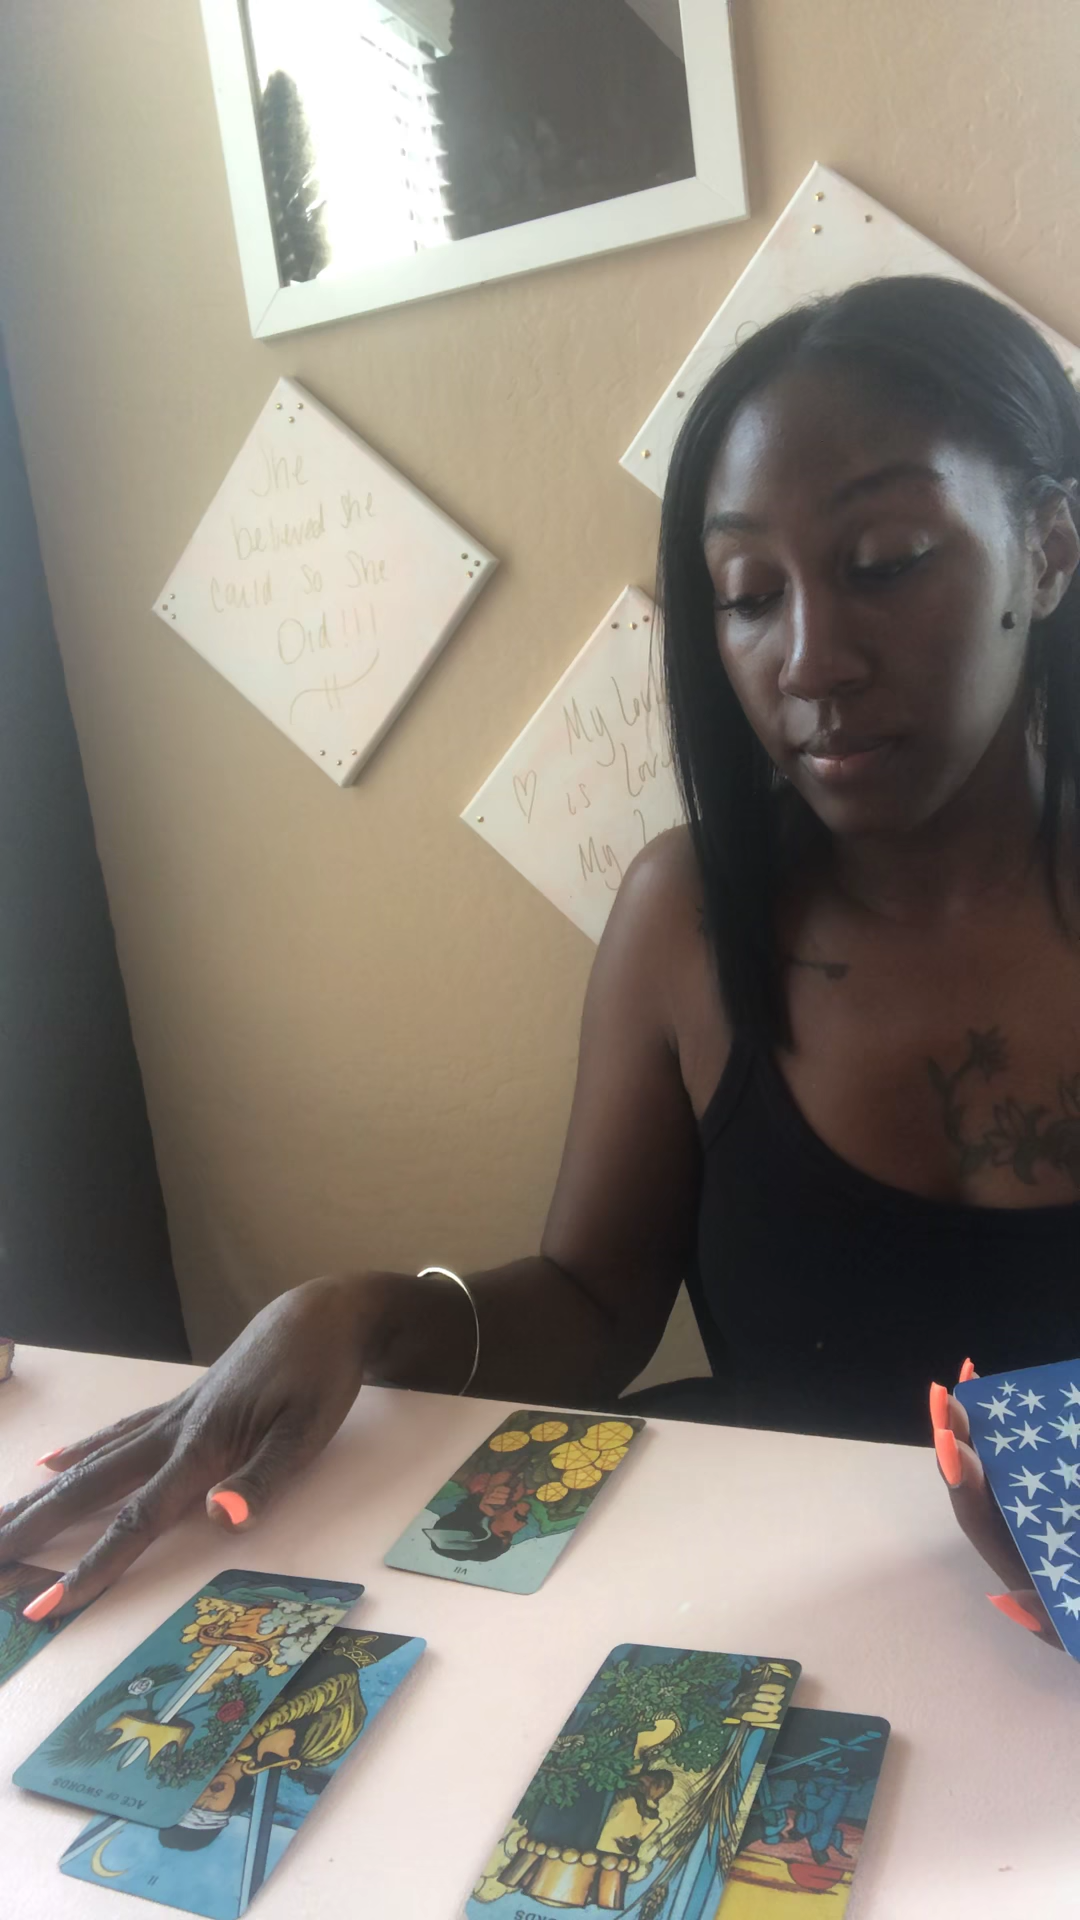 She
believed She
could So She
Did!!!
My
is
My
VII
ACE OF SWORDS
II